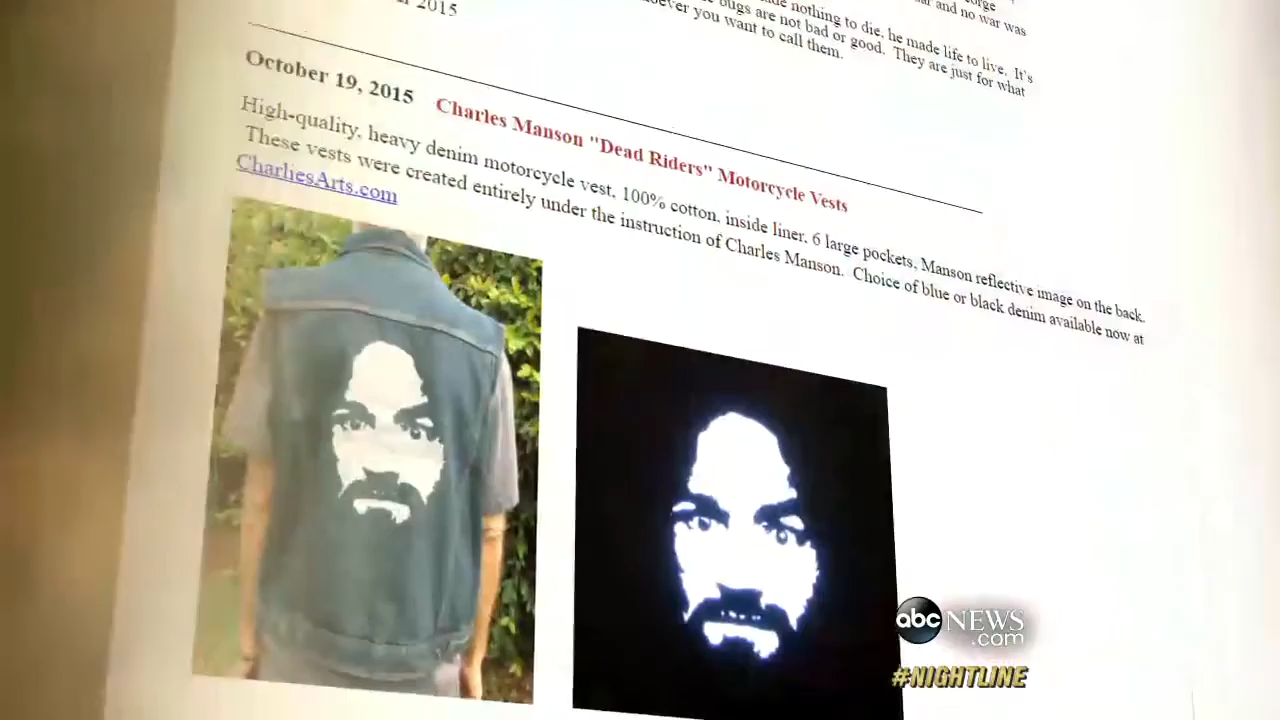 and no war was
nothing to die, he made life to live. It's
bugs are not bad or good. They are just for what
you want to call them.
2015
October 19, 2015 Charles Manson "Dead Riders" Motorcycle Vests
High-quality, heavy denim motorcycle vest, 100% cotton, inside liner, 6 large pockets, Manson reflective image on the back.
These vests were created entirely under the instruction of Charles Manson. Choice of blue or black denim available now at
CharliesArts.com
abc NEWS
.com
#NIGHTLINE